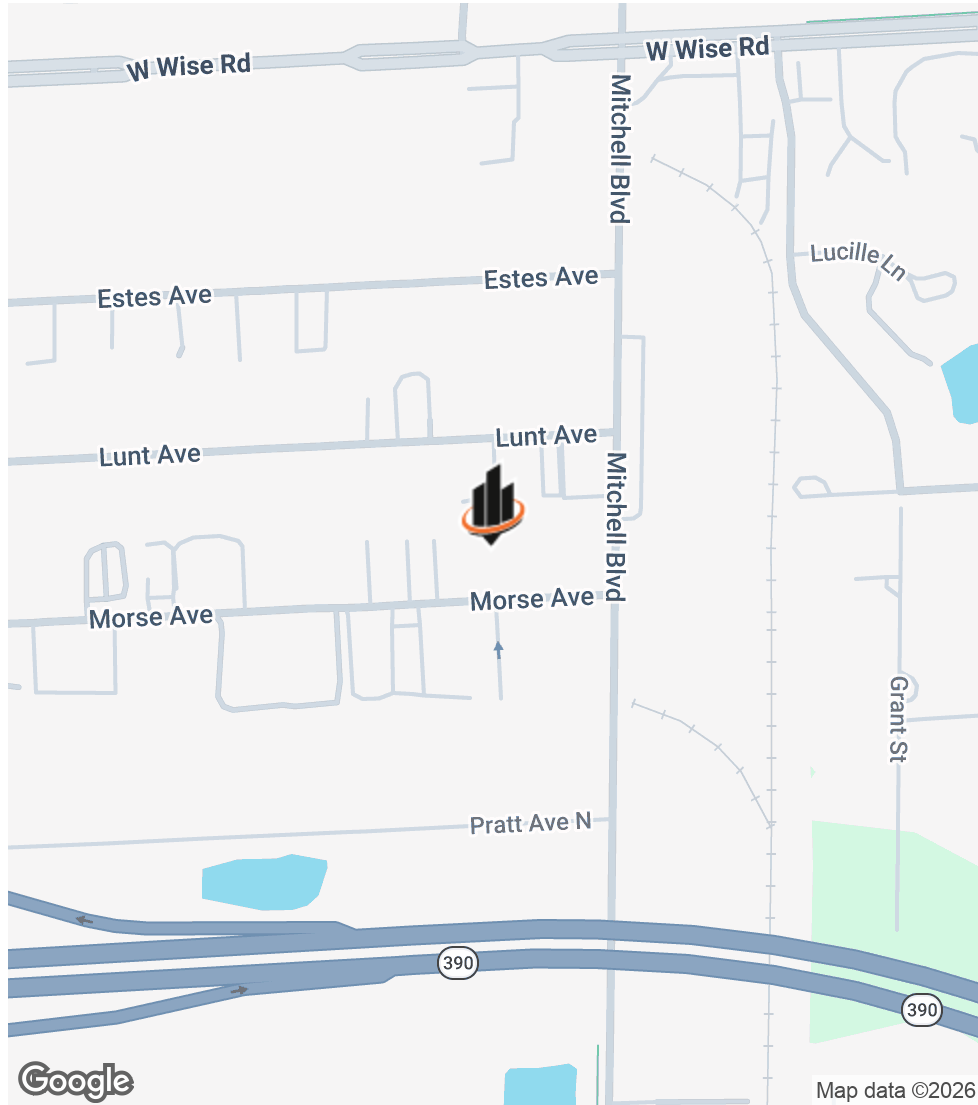 W Wise Rd
W Wise Rd
Mitchell Blvd
Lucille Ln
Estes Ave
Estes Ave
Lunt Ave
Lunt Ave
Mitchell Blvd
Morse Ave
Morse Ave
Grant St
Pratt Ave N
390
390
Google
Map data ©2026